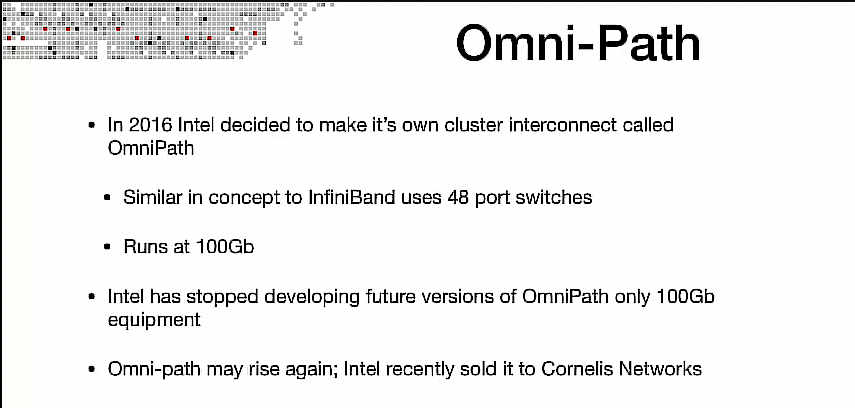 Omni-Path
• In 2016 Intel decided to make it's own cluster interconnect called
OmniPath
• Similar in concept to InfiniBand uses 48 port switches
• Runs at 100Gb
• Intel has stopped developing future versions of OmniPath only 100Gb
equipment
• Omni-path may rise again; Intel recently sold it to Cornelis Networks